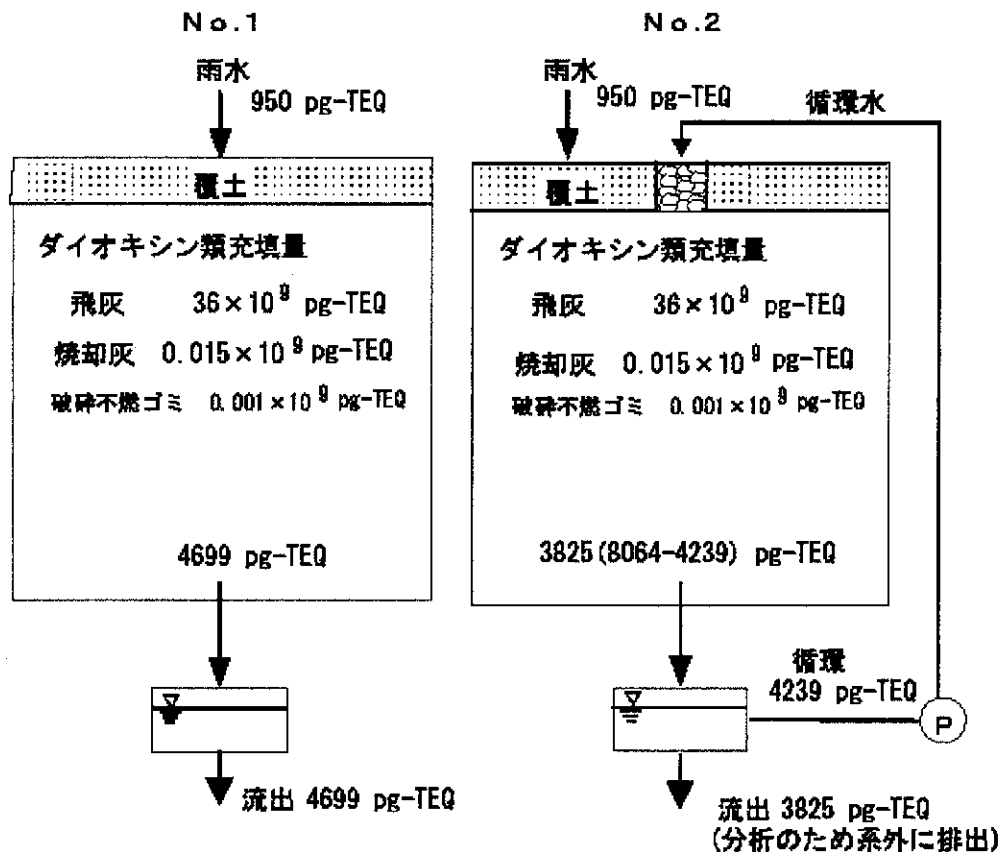 No.1
雨水
950 pg-TEQ
覆土
ダイオキシン類充填量
飛灰 36×10⁹ pg-TEQ
焼却灰 0.015×10⁹ pg-TEQ
破砕不燃ゴミ 0.001×10⁹ pg-TEQ
4699 pg-TEQ
流出 4699 pg-TEQ
No.2
雨水
950 pg-TEQ
循環水
覆土
ダイオキシン類充填量
飛灰 36×10⁹ pg-TEQ
焼却灰 0.015×10⁹ pg-TEQ
破砕不燃ゴミ 0.001×10⁹ pg-TEQ
3825(8064-4239) pg-TEQ
循環
4239 pg-TEQ
P
流出 3825 pg-TEQ
(分析のため系外に排出)